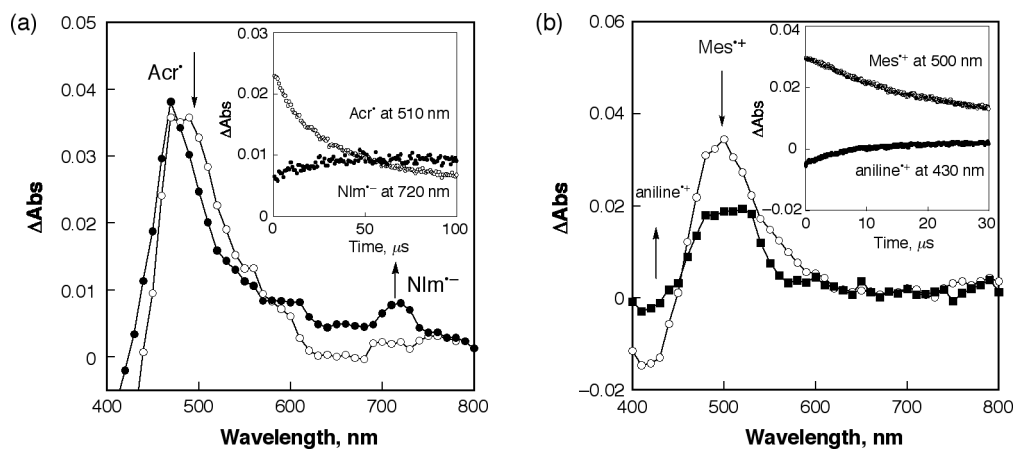 (a)
0.05
0.04
0.03
0.02
0.01
0
ΔAbs
400 500 600 700 800
Wavelength, nm
Acr•
NIm•−
0.03
0.02
0.01
0
ΔAbs
Acr• at 510 nm
NIm•− at 720 nm
0 50 100
Time, μs
(b)
0.06
0.04
0.02
0
−0.02
ΔAbs
400 500 600 700 800
Wavelength, nm
Mes•+
aniline•+
0.04
0.02
0
−0.02
ΔAbs
Mes•+ at 500 nm
aniline•+ at 430 nm
0 10 20 30
Time, μs